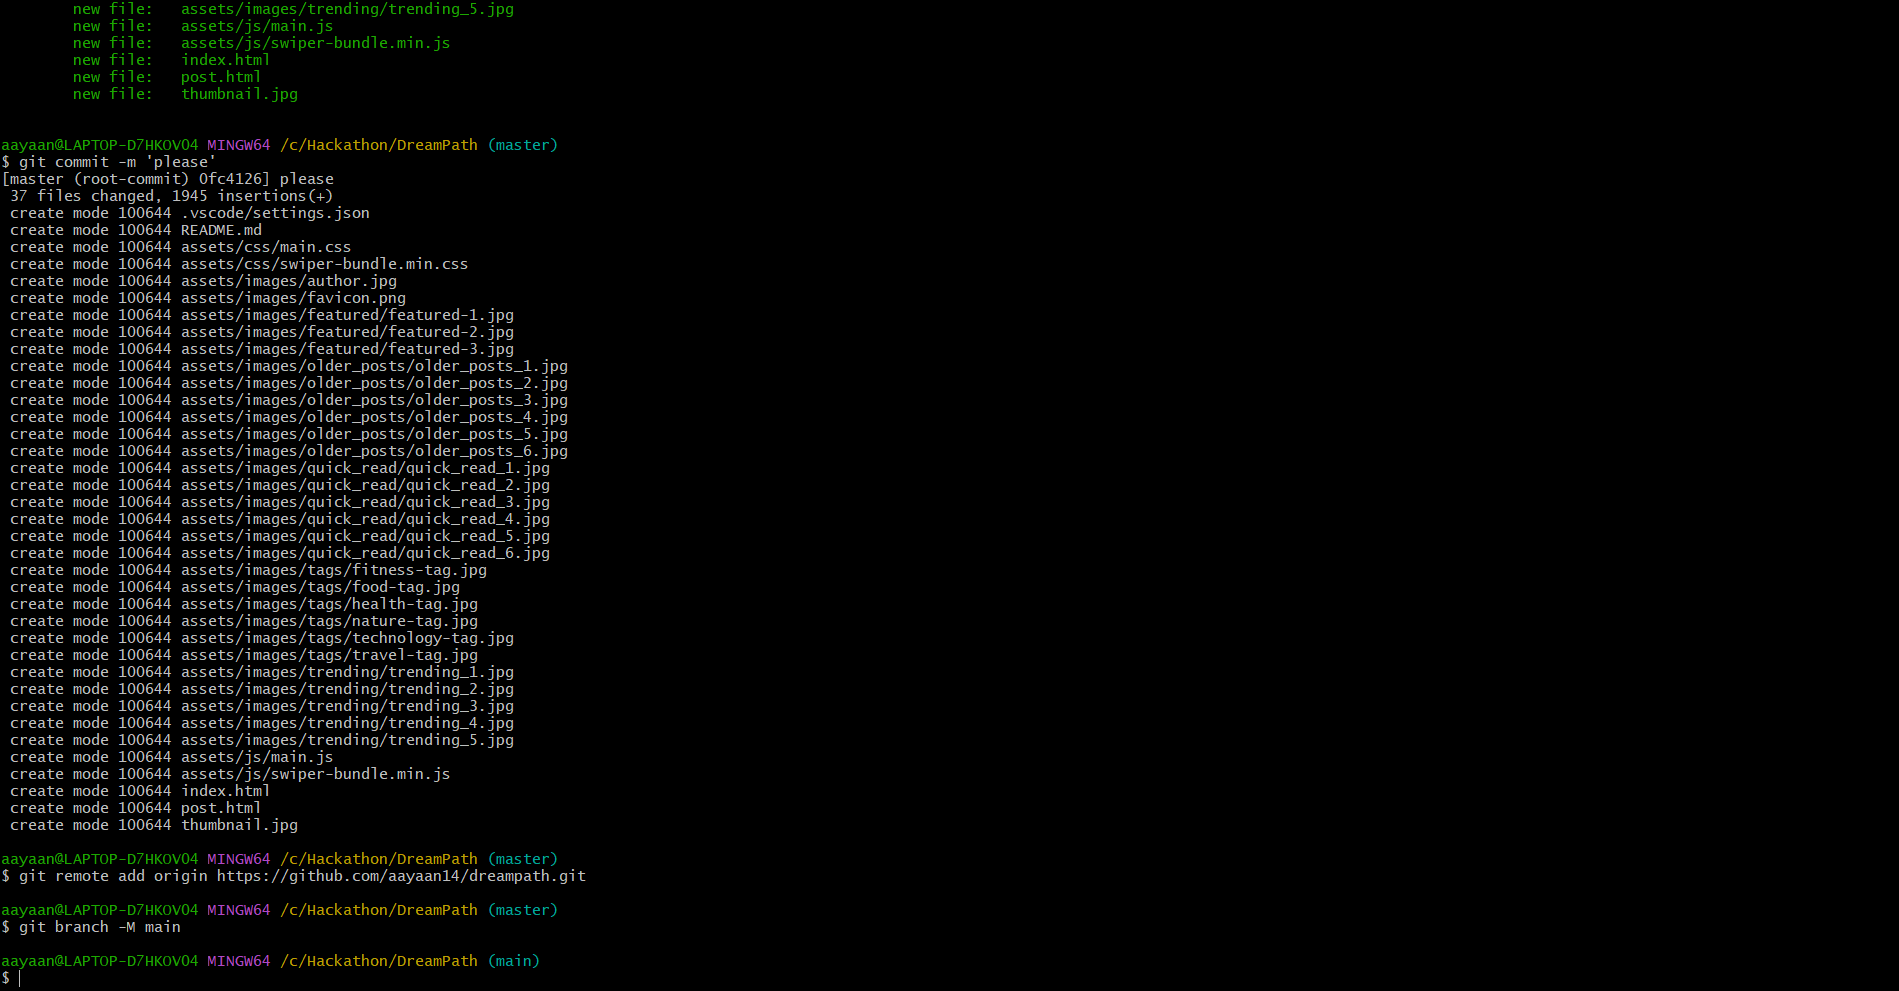 new file:   assets/images/trending/trending_5.jpg
new file:   assets/js/main.js
new file:   assets/js/swiper-bundle.min.js
new file:   index.html
new file:   post.html
new file:   thumbnail.jpg
aayaan@LAPTOP-D7HKOVO4 MINGW64 /c/Hackathon/DreamPath (master)
$ git commit -m 'please'
[master (root-commit) 0fc4126] please
37 files changed, 1945 insertions(+)
create mode 100644 .vscode/settings.json
create mode 100644 README.md
create mode 100644 assets/css/main.css
create mode 100644 assets/css/swiper-bundle.min.css
create mode 100644 assets/images/author.jpg
create mode 100644 assets/images/favicon.png
create mode 100644 assets/images/featured/featured-1.jpg
create mode 100644 assets/images/featured/featured-2.jpg
create mode 100644 assets/images/featured/featured-3.jpg
create mode 100644 assets/images/older_posts/older_posts_1.jpg
create mode 100644 assets/images/older_posts/older_posts_2.jpg
create mode 100644 assets/images/older_posts/older_posts_3.jpg
create mode 100644 assets/images/older_posts/older_posts_4.jpg
create mode 100644 assets/images/older_posts/older_posts_5.jpg
create mode 100644 assets/images/older_posts/older_posts_6.jpg
create mode 100644 assets/images/quick_read/quick_read_1.jpg
create mode 100644 assets/images/quick_read/quick_read_2.jpg
create mode 100644 assets/images/quick_read/quick_read_3.jpg
create mode 100644 assets/images/quick_read/quick_read_4.jpg
create mode 100644 assets/images/quick_read/quick_read_5.jpg
create mode 100644 assets/images/quick_read/quick_read_6.jpg
create mode 100644 assets/images/tags/fitness-tag.jpg
create mode 100644 assets/images/tags/food-tag.jpg
create mode 100644 assets/images/tags/health-tag.jpg
create mode 100644 assets/images/tags/nature-tag.jpg
create mode 100644 assets/images/tags/technology-tag.jpg
create mode 100644 assets/images/tags/travel-tag.jpg
create mode 100644 assets/images/trending/trending_1.jpg
create mode 100644 assets/images/trending/trending_2.jpg
create mode 100644 assets/images/trending/trending_3.jpg
create mode 100644 assets/images/trending/trending_4.jpg
create mode 100644 assets/images/trending/trending_5.jpg
create mode 100644 assets/js/main.js
create mode 100644 assets/js/swiper-bundle.min.js
create mode 100644 index.html
create mode 100644 post.html
create mode 100644 thumbnail.jpg
aayaan@LAPTOP-D7HKOVO4 MINGW64 /c/Hackathon/DreamPath (master)
$ git remote add origin https://github.com/aayaan14/dreampath.git
aayaan@LAPTOP-D7HKOVO4 MINGW64 /c/Hackathon/DreamPath (master)
$ git branch -M main
aayaan@LAPTOP-D7HKOVO4 MINGW64 /c/Hackathon/DreamPath (main)
$